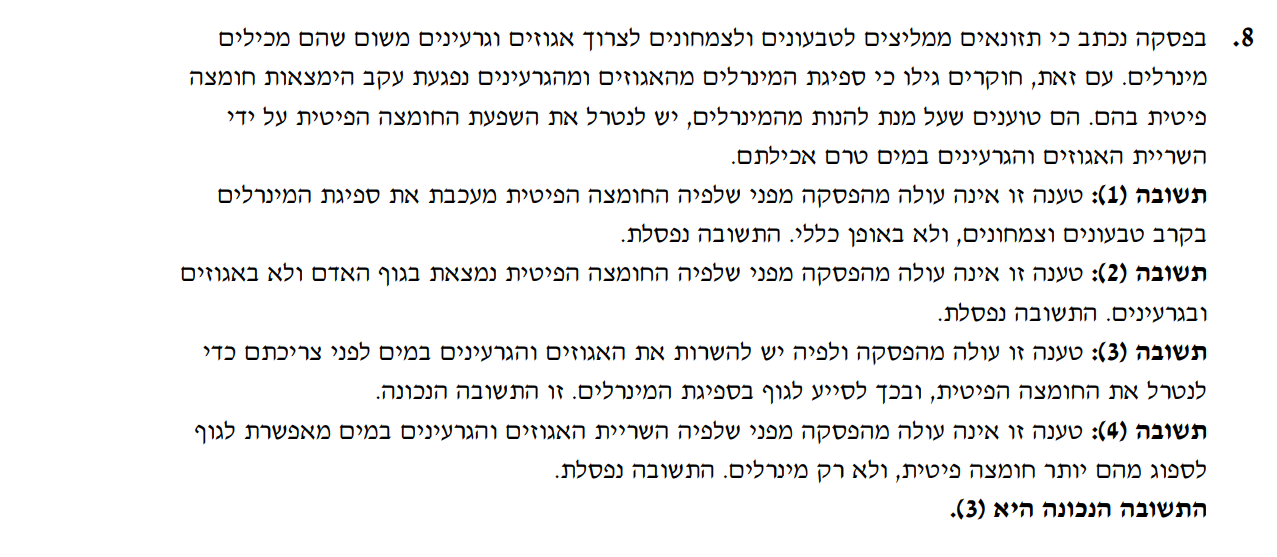 8. בפסקה נכתב כי תזונאים ממליצים לטבעונים ולצמחונים לצרוך אגוזים וגרעינים משום שהם מכילים
מינרלים. עם זאת, חוקרים גילו כי ספיגת המינרלים מהאגוזים ומהגרעינים נפגעת עקב הימצאות חומצה
פיטית בהם. הם טוענים שעל מנת להנות מהמינרלים, יש לנטרל את השפעת החומצה הפיטית על ידי
השריית האגוזים והגרעינים במים טרם אכילתם.
תשובה (1): טענה זו אינה עולה מהפסקה מפני שלפיה החומצה הפיטית מעכבת את ספיגת המינרלים
בקרב טבעונים וצמחונים, ולא באופן כללי. התשובה נפסלת.
תשובה (2): טענה זו אינה עולה מהפסקה מפני שלפיה החומצה הפיטית נמצאת בגוף האדם ולא באגוזים
ובגרעינים. התשובה נפסלת.
תשובה (3): טענה זו עולה מהפסקה ולפיה יש להשרות את האגוזים והגרעינים במים לפני צריכתם כדי
לנטרל את החומצה הפיטית, ובכך לסייע לגוף בספיגת המינרלים. זו התשובה הנכונה.
תשובה (4): טענה זו אינה עולה מהפסקה מפני שלפיה השריית האגוזים והגרעינים במים מאפשרת לגוף
לספוג מהם יותר חומצה פיטית, ולא רק מינרלים. התשובה נפסלת.
התשובה הנכונה היא (3).